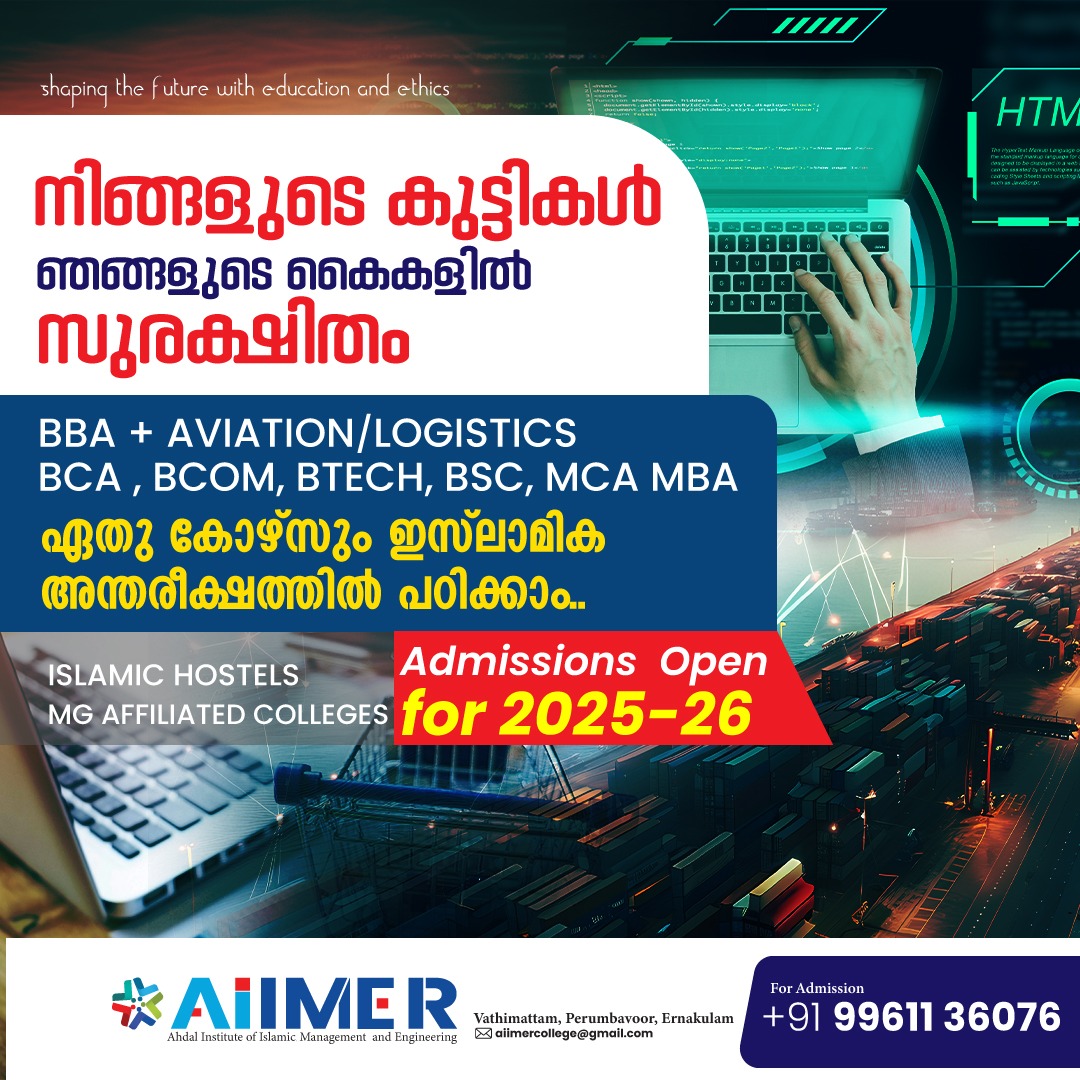 shaping the future with education and ethics
നിങ്ങളുടെ കുട്ടികൾ
ഞങ്ങളുടെ കൈകളിൽ
സുരക്ഷിതം
BBA + AVIATION/LOGISTICS
BCA , BCOM, BTECH, BSC, MCA MBA
ഏതു കോഴ്സും ഇസ്ലാമിക
അന്തരീക്ഷത്തിൽ പഠിക്കാം..
ISLAMIC HOSTELS
MG AFFILIATED COLLEGES
Admissions Open
for 2025-26
HTM
AiIMER
Ahdal Institute of Islamic Management and Engineering
Vathimattam, Perumbavoor, Ernakulam
aiimercollege@gmail.com
For Admission
+91 99611 36076